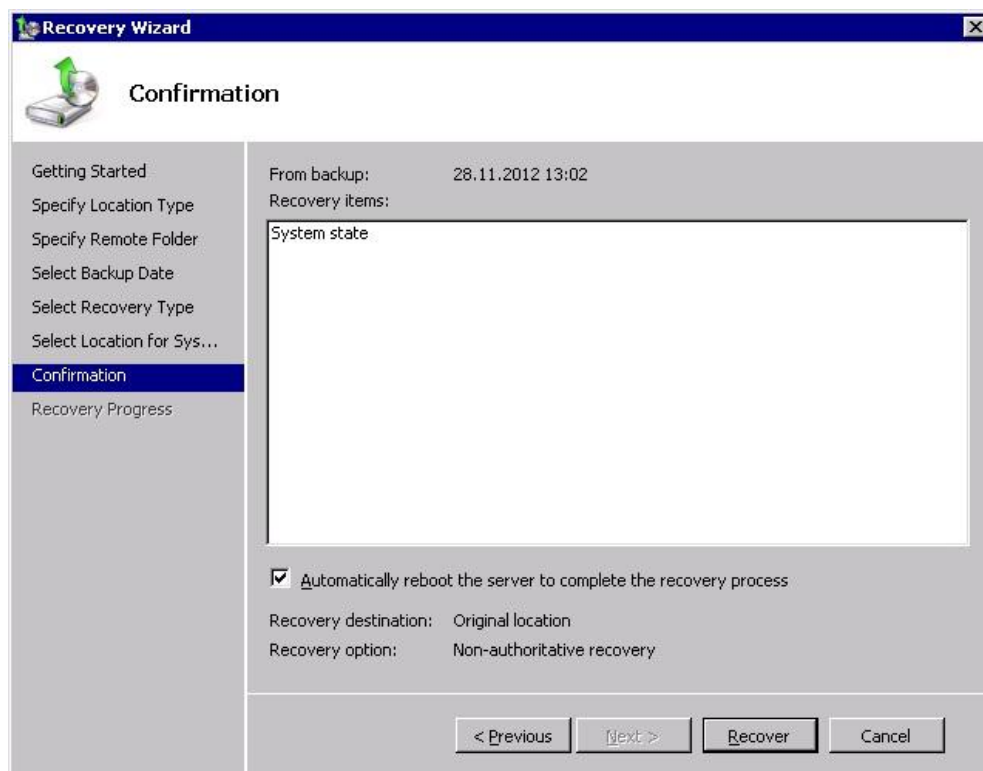 Recovery Wizard
Confirmation
Getting Started
Specify Location Type
Specify Remote Folder
Select Backup Date
Select Recovery Type
Select Location for Sys...
Confirmation
Recovery Progress
From backup: 28.11.2012 13:02
Recovery items:
System state
Automatically reboot the server to complete the recovery process
Recovery destination: Original location
Recovery option: Non-authoritative recovery
< Previous Next > Recover Cancel